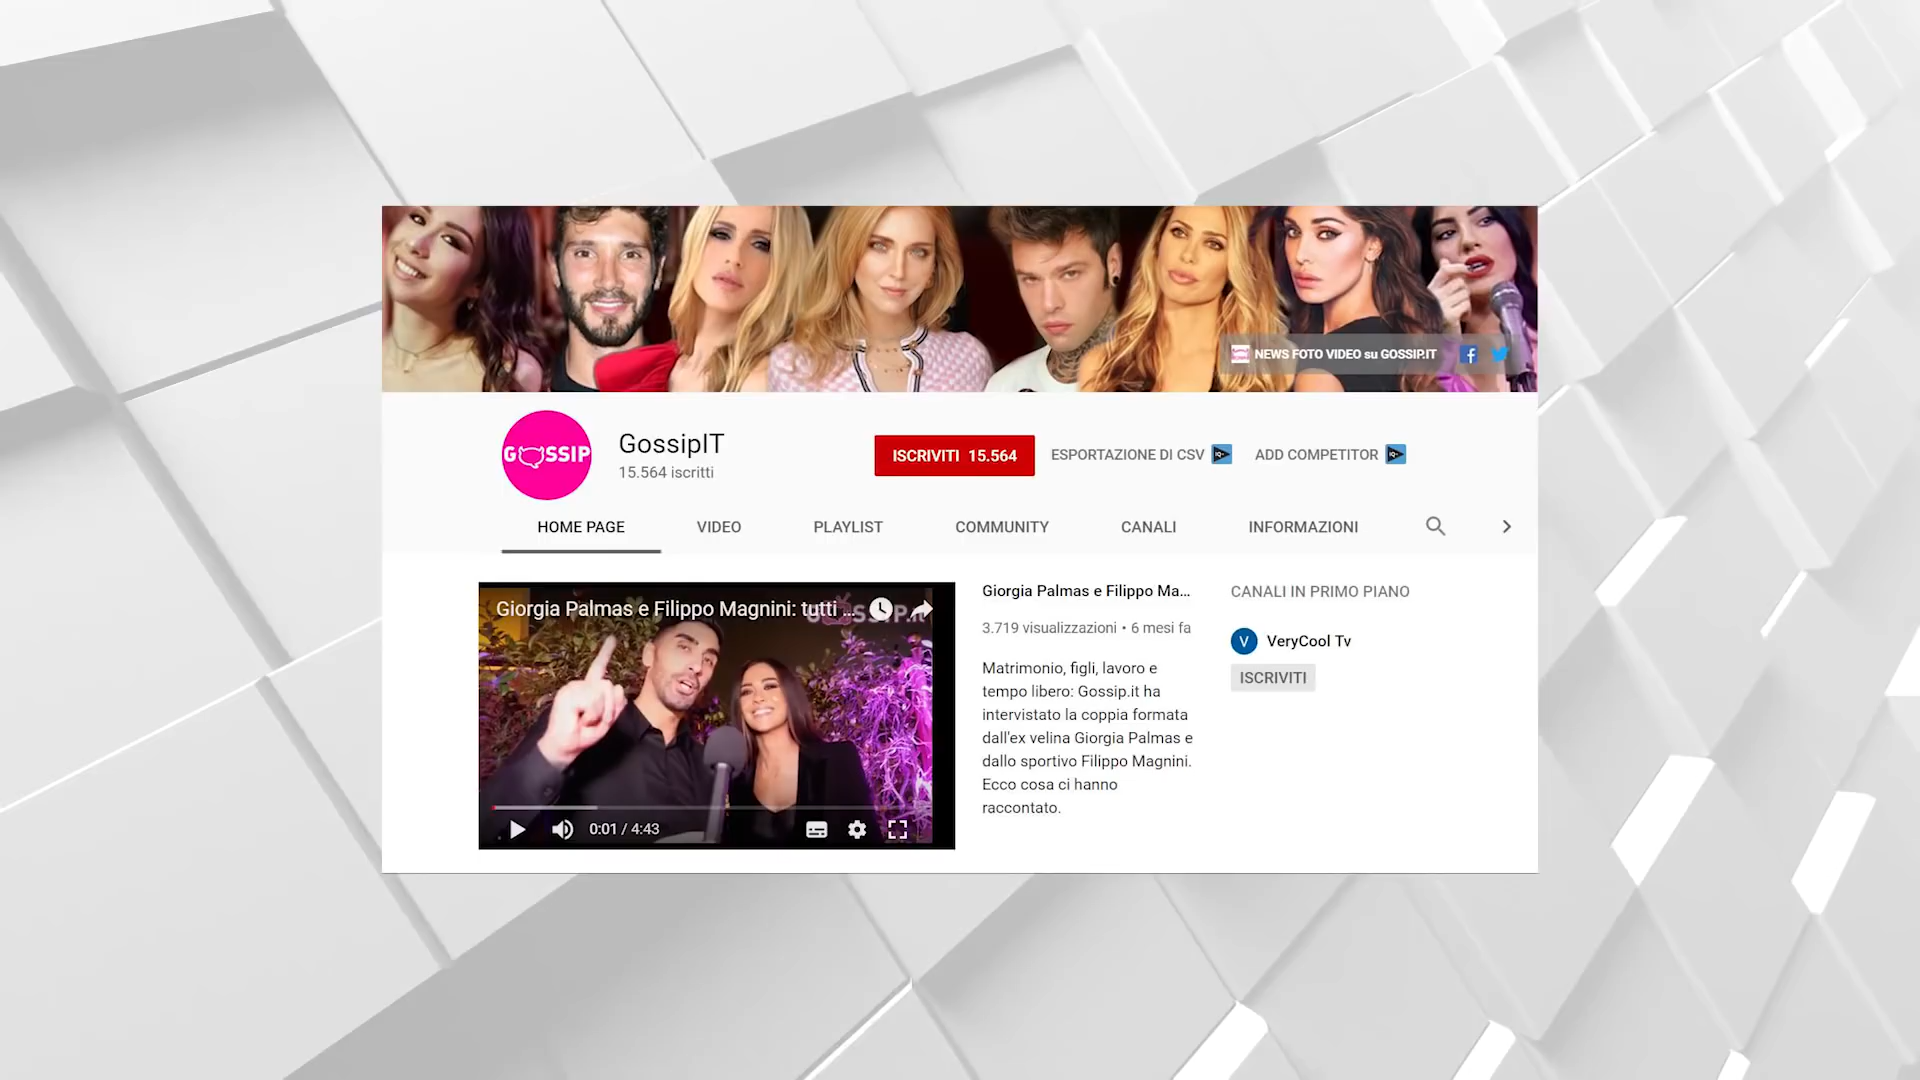 NEWS FOTO VIDEO su GOSSIP.IT
GOSSIP
GossipIT
15.564 iscritti
ISCRIVITI 15.564
ESPORTAZIONE DI CSV
ADD COMPETITOR
HOME PAGE
VIDEO
PLAYLIST
COMMUNITY
CANALI
INFORMAZIONI
Giorgia Palmas e Filippo Magnini: tutti ...
GOSSIP.it
0:01 / 4:43
Giorgia Palmas e Filippo Ma...
3.719 visualizzazioni • 6 mesi fa
Matrimonio, figli, lavoro e
tempo libero: Gossip.it ha
intervistato la coppia formata
dall'ex velina Giorgia Palmas e
dallo sportivo Filippo Magnini.
Ecco cosa ci hanno
raccontato.
CANALI IN PRIMO PIANO
V
VeryCool Tv
ISCRIVITI